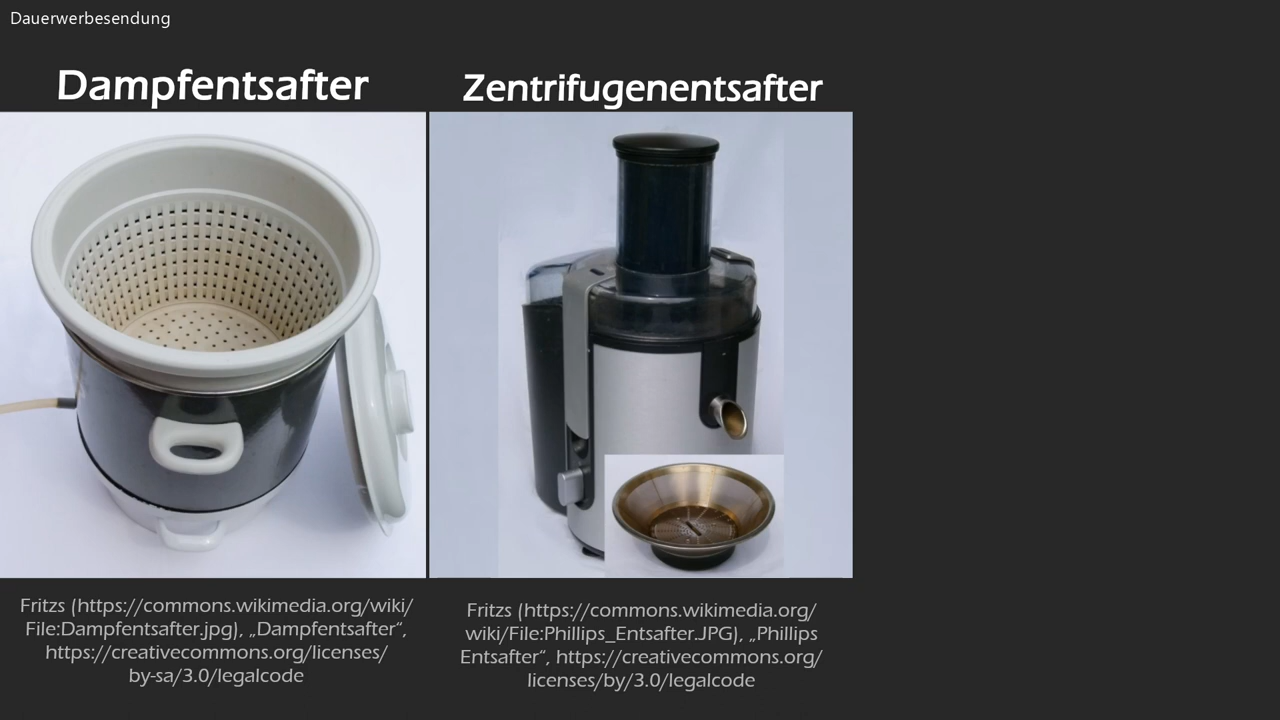 Dauerwerbesendung
Dampfentsafter
Zentrifugenentsafter
Fritzs (https://commons.wikimedia.org/wiki/
File:Dampfentsafter.jpg), „Dampfentsafter“,
https://creativecommons.org/licenses/
by-sa/3.0/legalcode
Fritzs (https://commons.wikimedia.org/
wiki/File:Phillips_Entsafter.JPG), „Phillips
Entsafter“, https://creativecommons.org/
licenses/by/3.0/legalcode